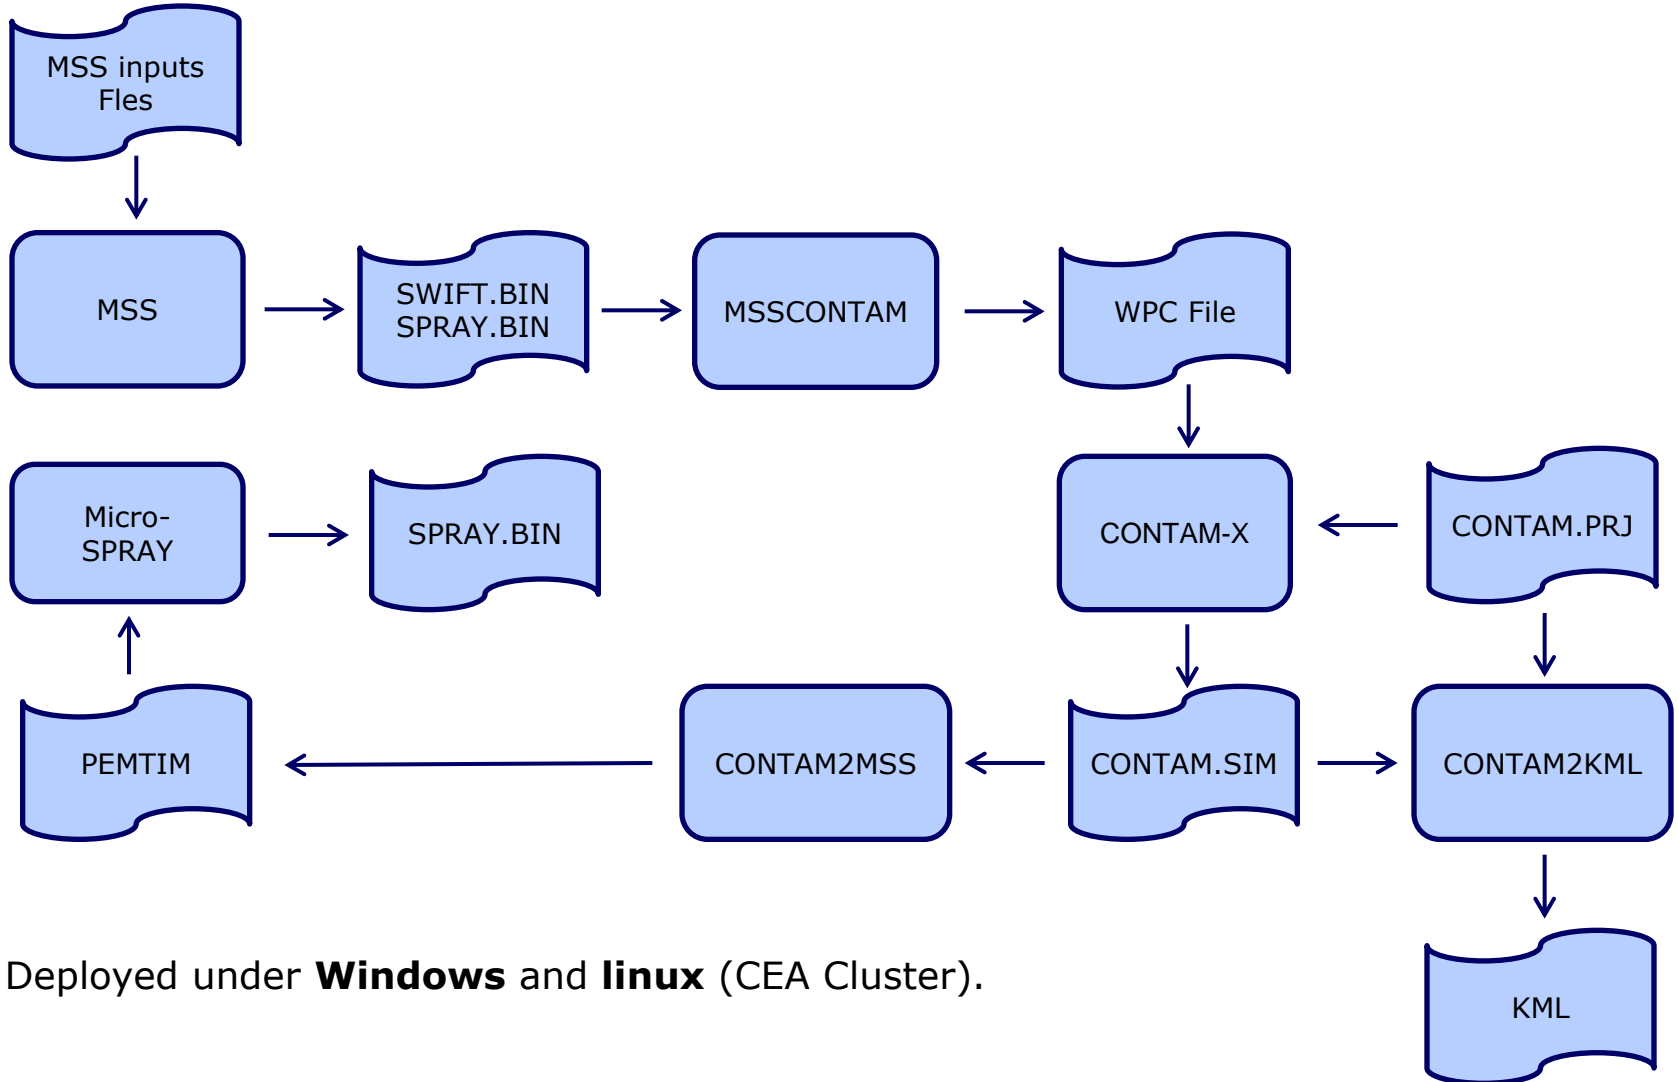 MSS inputs
Fles
MSS
SWIFT.BIN
SPRAY.BIN
MSSCONTAM
WPC File
Micro-
SPRAY
SPRAY.BIN
CONTAM-X
CONTAM.PRJ
PEMTIM
CONTAM2MSS
CONTAM.SIM
CONTAM2KML
Deployed under Windows and linux (CEA Cluster).
KML